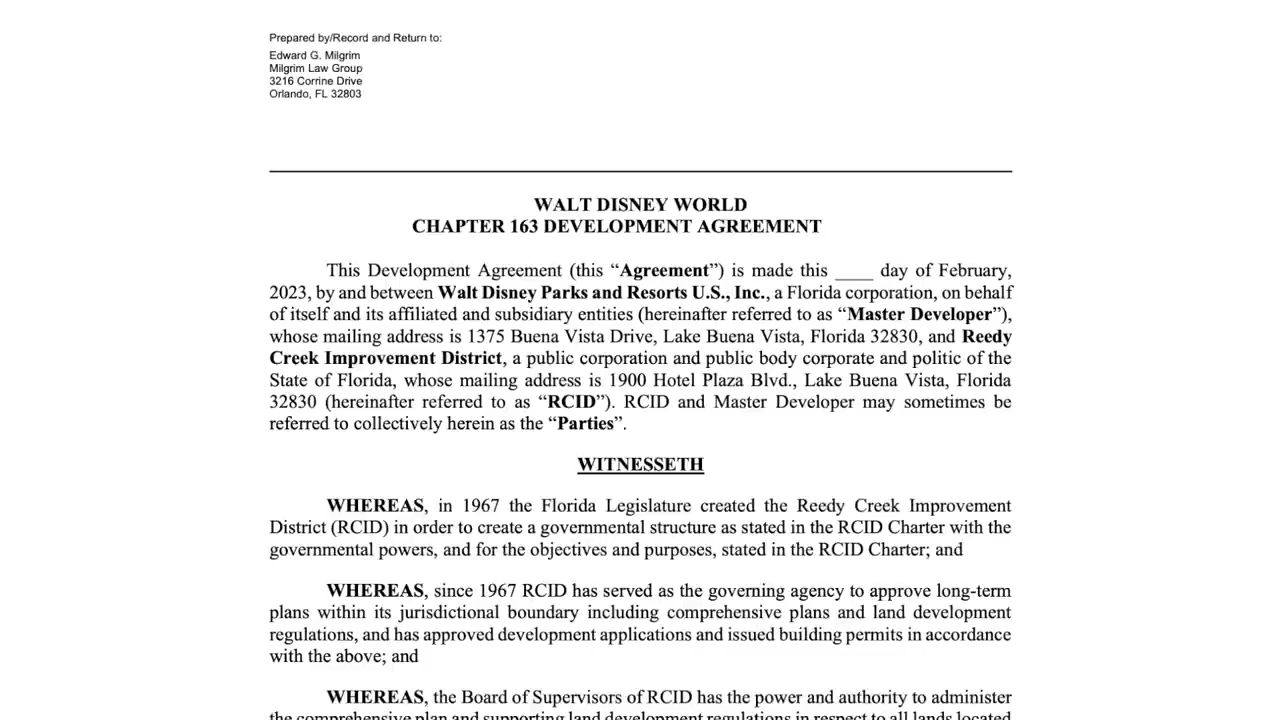 Prepared by/Record and Return to:
Edward G. Milgrim
Milgrim Law Group
3216 Corrine Drive
Orlando, FL 32803
WALT DISNEY WORLD
CHAPTER 163 DEVELOPMENT AGREEMENT
This Development Agreement (this “Agreement”) is made this ____ day of February,
2023, by and between Walt Disney Parks and Resorts U.S., Inc., a Florida corporation, on behalf
of itself and its affiliated and subsidiary entities (hereinafter referred to as “Master Developer”),
whose mailing address is 1375 Buena Vista Drive, Lake Buena Vista, Florida 32830, and Reedy
Creek Improvement District, a public corporation and public body corporate and politic of the
State of Florida, whose mailing address is 1900 Hotel Plaza Blvd., Lake Buena Vista, Florida
32830 (hereinafter referred to as “RCID”). RCID and Master Developer may sometimes be
referred to collectively herein as the “Parties”.
WITNESSETH
WHEREAS, in 1967 the Florida Legislature created the Reedy Creek Improvement
District (RCID) in order to create a governmental structure as stated in the RCID Charter with the
governmental powers, and for the objectives and purposes, stated in the RCID Charter; and
WHEREAS, since 1967 RCID has served as the governing agency to approve long-term
plans within its jurisdictional boundary including comprehensive plans and land development
regulations, and has approved development applications and issued building permits in accordance
with the above; and
WHEREAS, the Board of Supervisors of RCID has the power and authority to administer
the comprehensive plan and supporting land development regulations in respect to all lands located